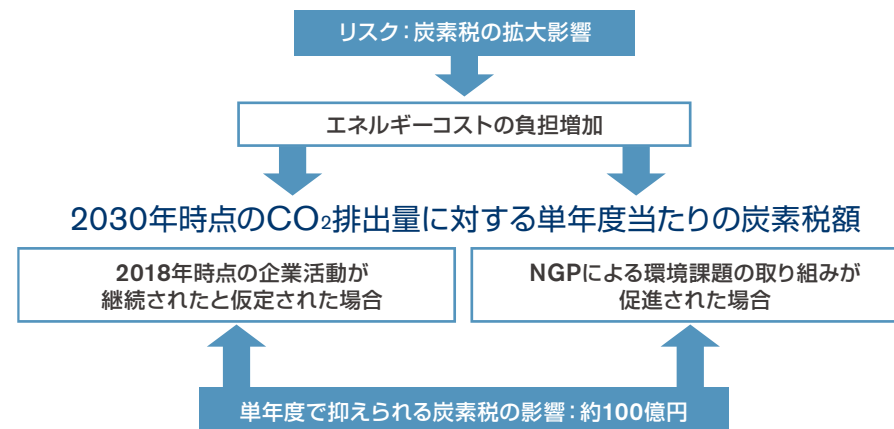 リスク：炭素税の拡大影響
エネルギーコストの負担増加
2030年時点のCO₂排出量に対する単年度当たりの炭素税額
2018年時点の企業活動が
継続されたと仮定された場合
NGPによる環境課題の取り組みが
促進された場合
単年度で抑えられる炭素税の影響：約100億円